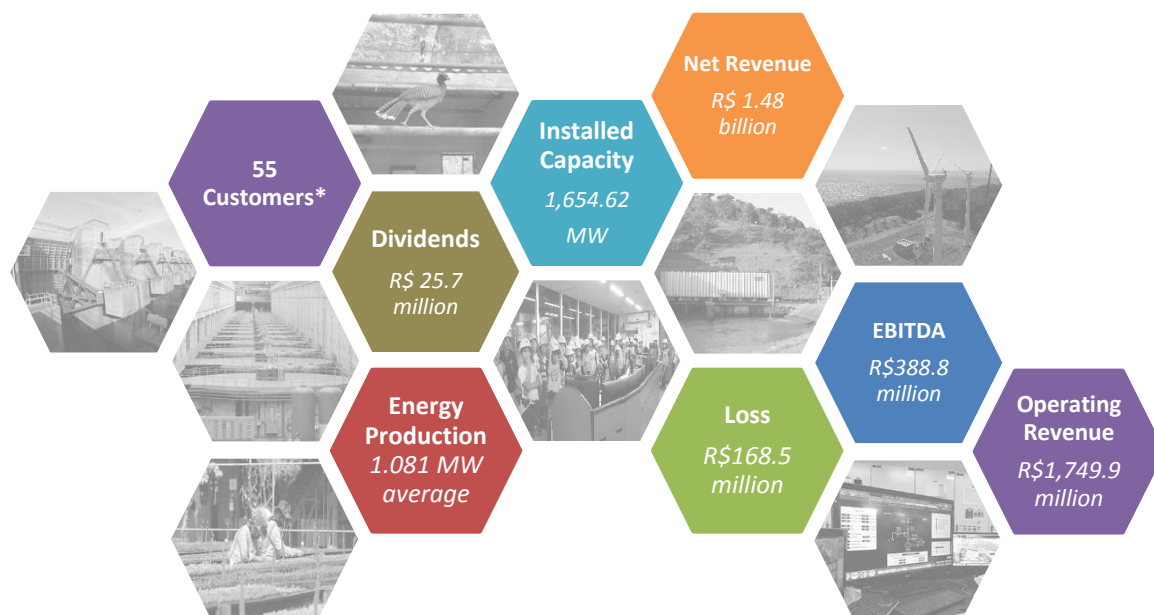 Net Revenue
R$ 1.48
billion
55
Customers*
Installed
Capacity
1,654.62
MW
Dividends
R$ 25.7
million
EBITDA
R$388.8
million
Energy
Production
1.081 MW
average
Loss
R$168.5
million
Operating
Revenue
R$1,749.9
million